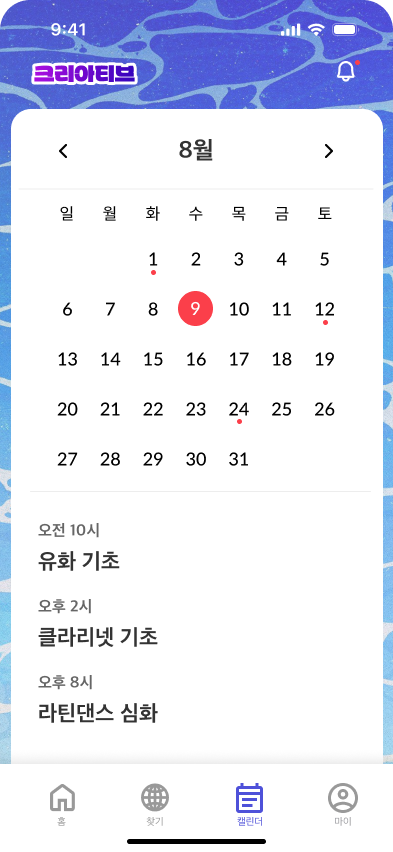 9:41
크리아티브
8월
일 월 화 수 목 금 토
1 2 3 4 5
6 7 8 9 10 11 12
13 14 15 16 17 18 19
20 21 22 23 24 25 26
27 28 29 30 31
오전 10시
유화 기초
오후 2시
클라리넷 기초
오후 8시
라틴댄스 심화
홈 찾기 캘린더 마이